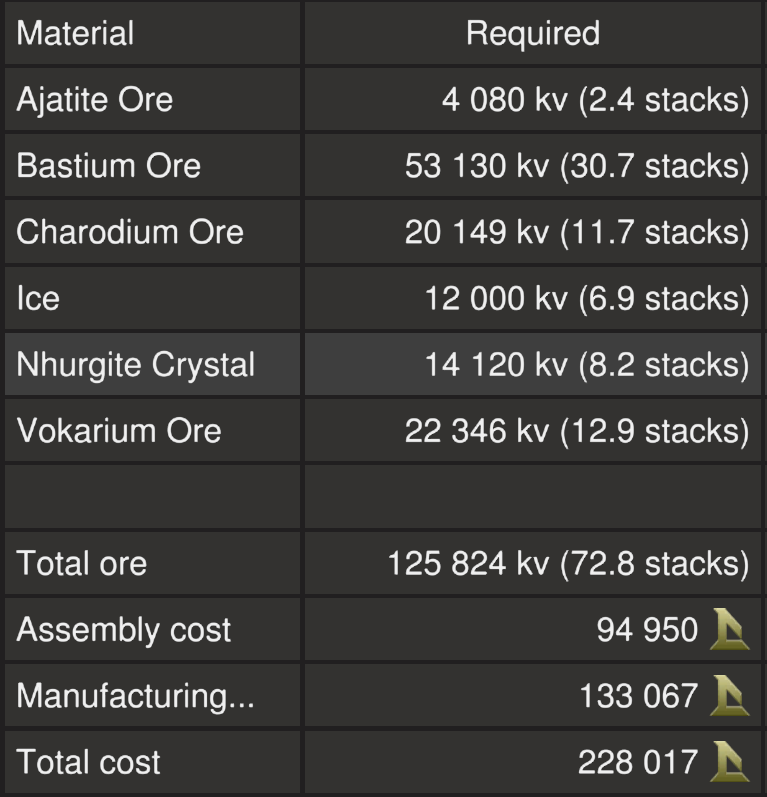 Material Required
Ajatite Ore 4 080 kv (2.4 stacks)
Bastium Ore 53 130 kv (30.7 stacks)
Charodium Ore 20 149 kv (11.7 stacks)
Ice 12 000 kv (6.9 stacks)
Nhurgite Crystal 14 120 kv (8.2 stacks)
Vokarium Ore 22 346 kv (12.9 stacks)
Total ore 125 824 kv (72.8 stacks)
Assembly cost 94 950
Manufacturing... 133 067
Total cost 228 017